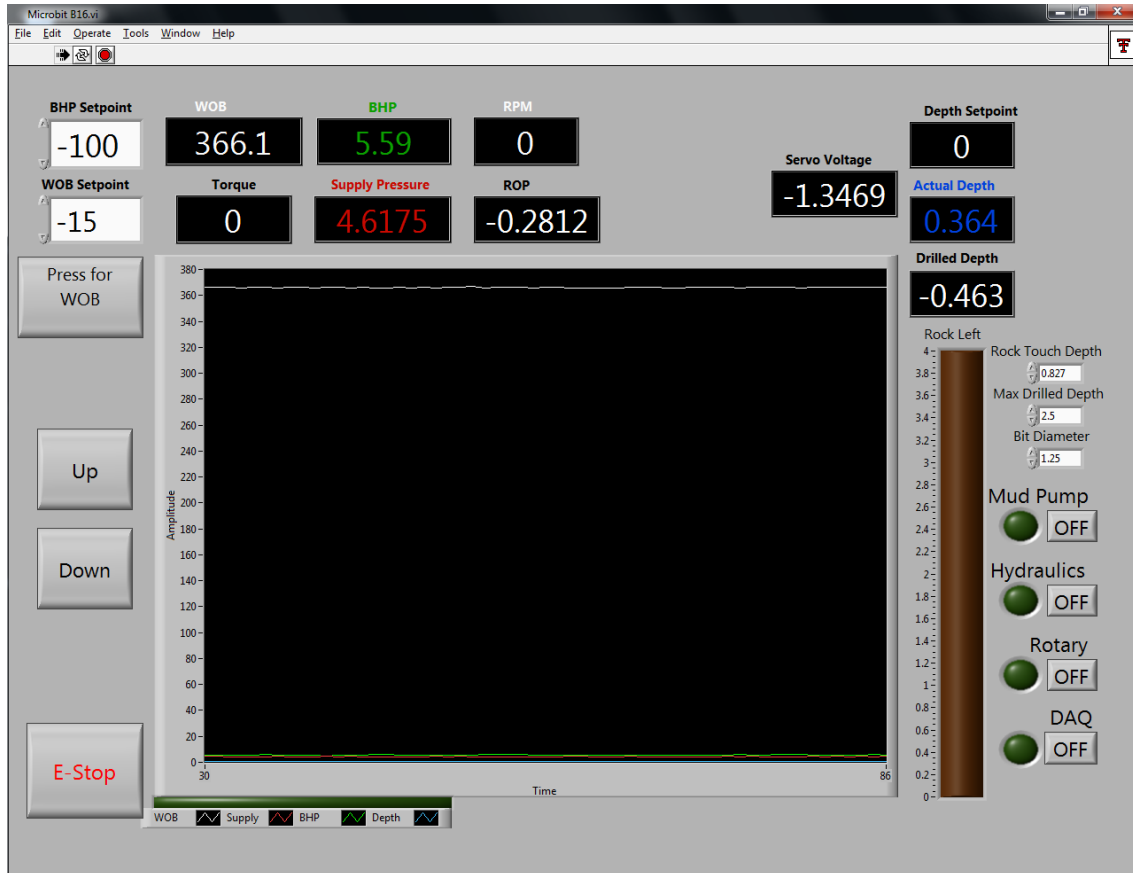 Microbit B16.vi
File Edit Operate Tools Window Help
BHP Setpoint
-100
WOB
366.1
BHP
5.59
RPM
0
Depth Setpoint
0
WOB Setpoint
-15
Torque
0
Supply Pressure
4.6175
ROP
-0.2812
Servo Voltage
-1.3469
Actual Depth
0.364
Drilled Depth
-0.463
Press for
WOB
Up
Down
E-Stop
Amplitude
380
360
340
320
300
280
260
240
220
200
180
160
140
120
100
80
60
40
20
0
30
86
Time
WOB Supply BHP Depth
Rock Left
4
3.8
3.6
3.4
3.2
3
2.8
2.6
2.4
2.2
2
1.8
1.6
1.4
1.2
1
0.8
0.6
0.4
0.2
0
Rock Touch Depth
0.827
Max Drilled Depth
2.5
Bit Diameter
1.25
Mud Pump
OFF
Hydraulics
OFF
Rotary
OFF
DAQ
OFF